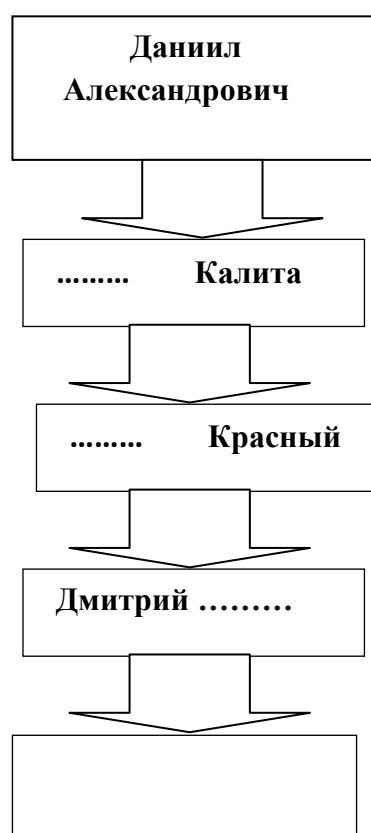 Даниил
Александрович
......... Калита
......... Красный
Дмитрий .........